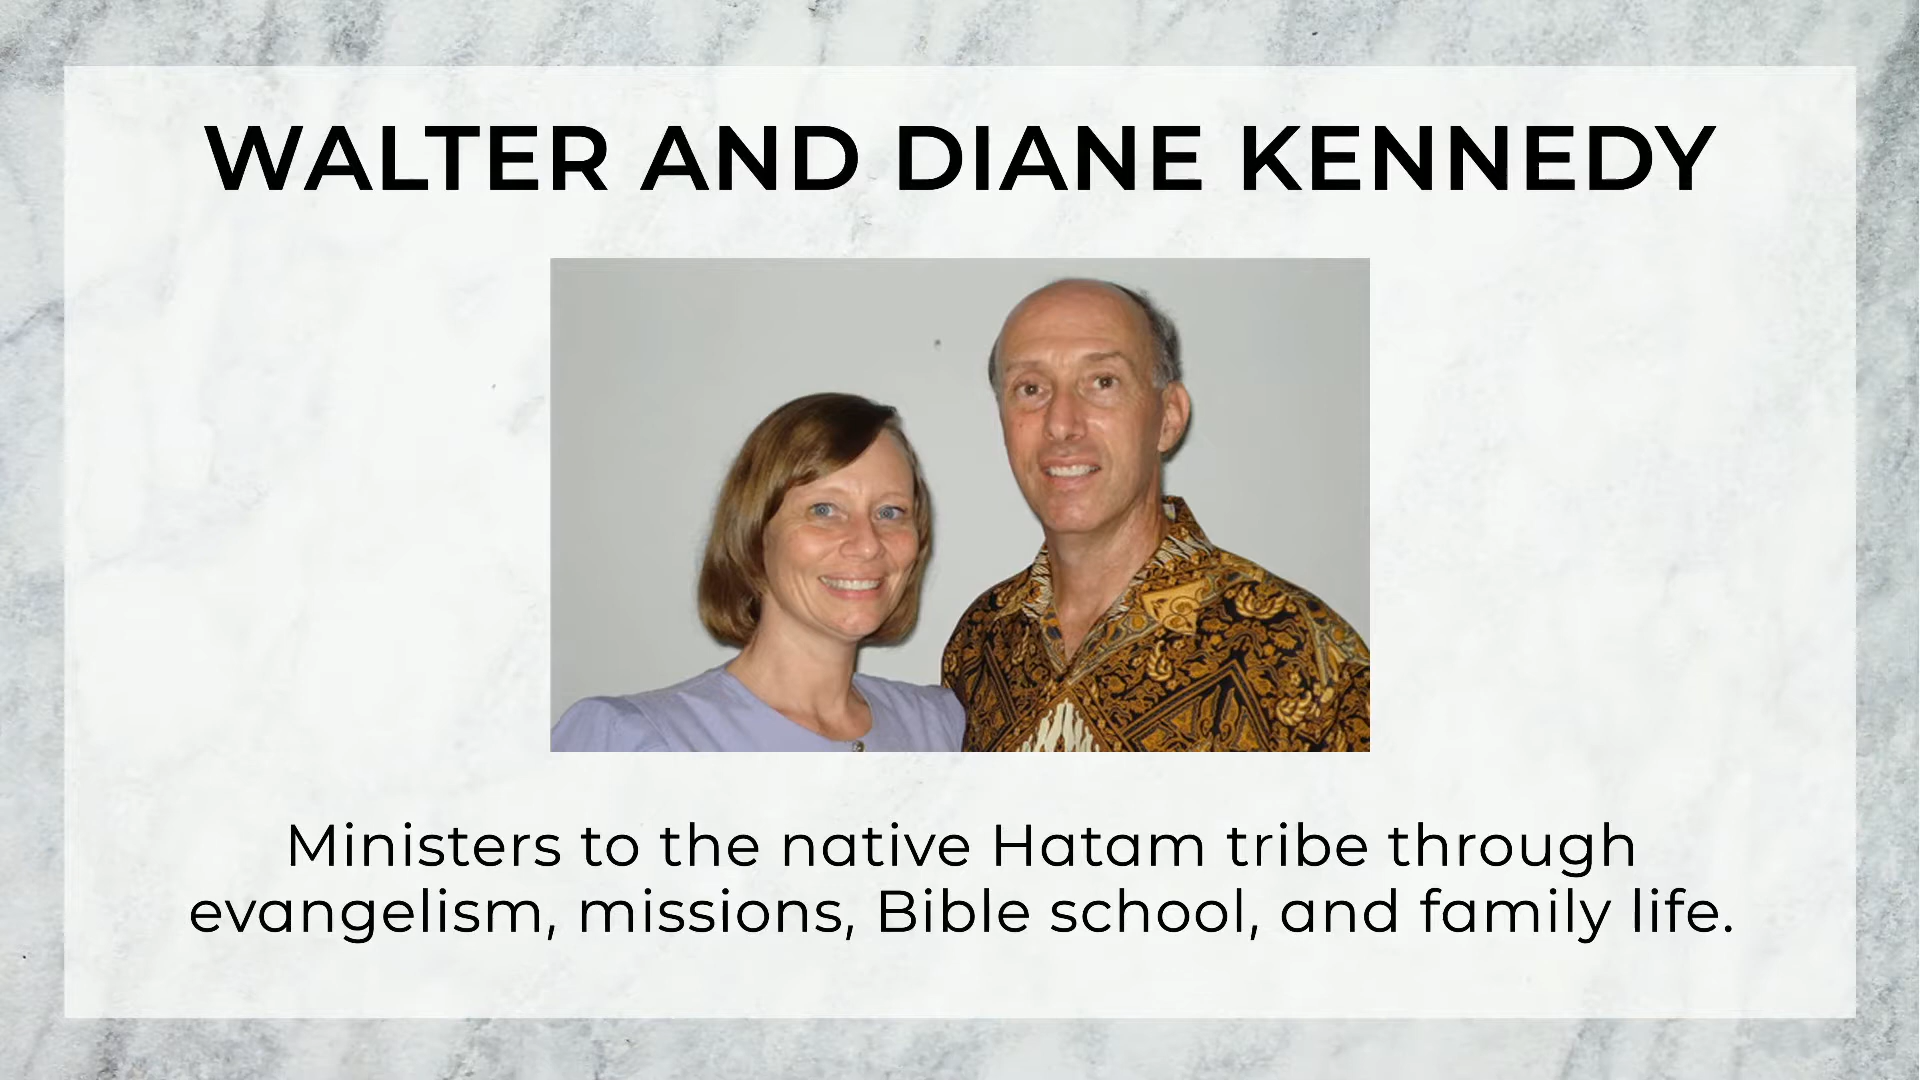 WALTER AND DIANE KENNEDY
Ministers to the native Hatam tribe through
evangelism, missions, Bible school, and family life.